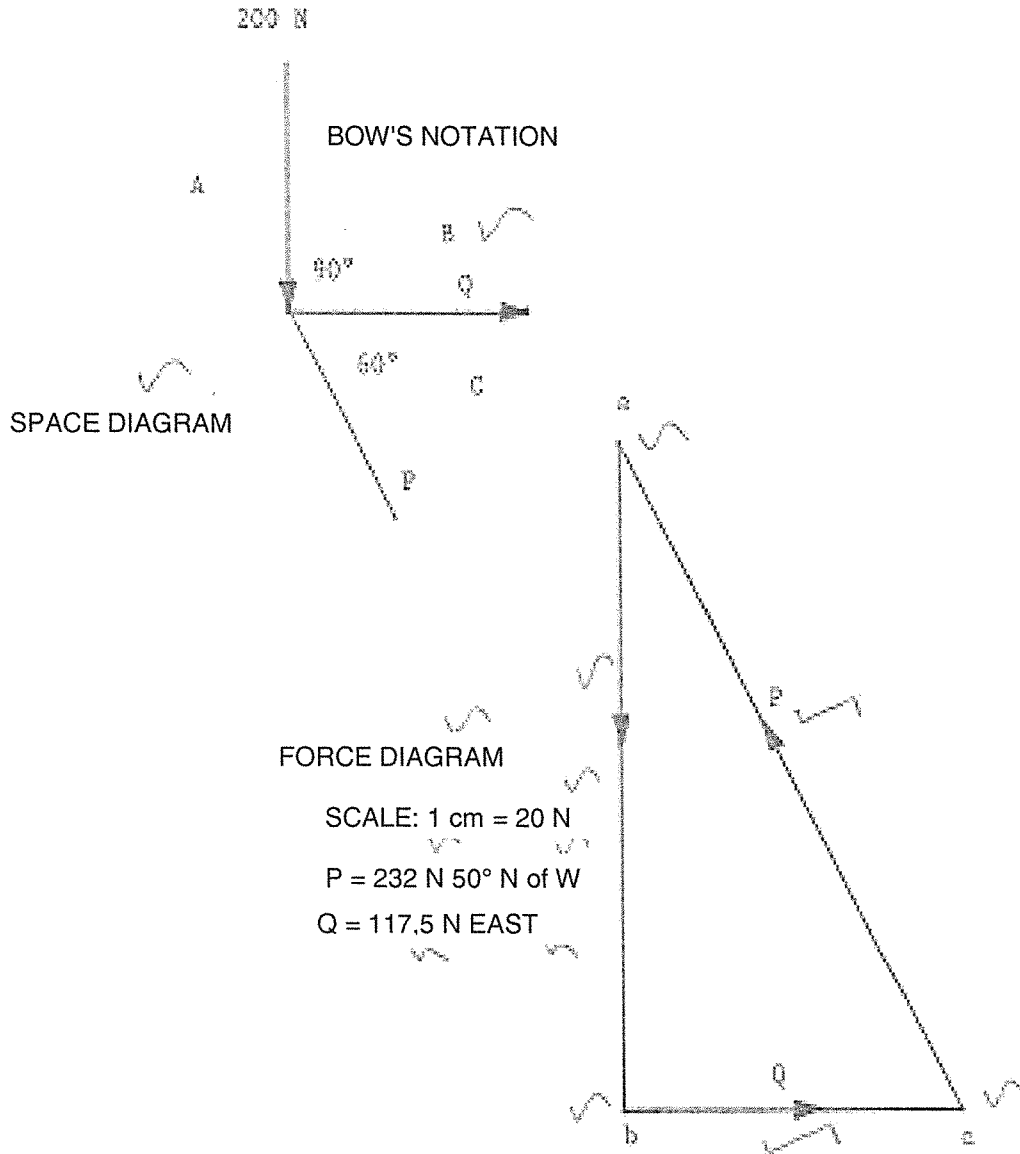 200 N
BOW'S NOTATION
A
B
90°
Q
60°
C
SPACE DIAGRAM
a
P
P
FORCE DIAGRAM
SCALE: 1 cm = 20 N
P = 232 N 50° N of W
Q = 117,5 N EAST
Q
b
c